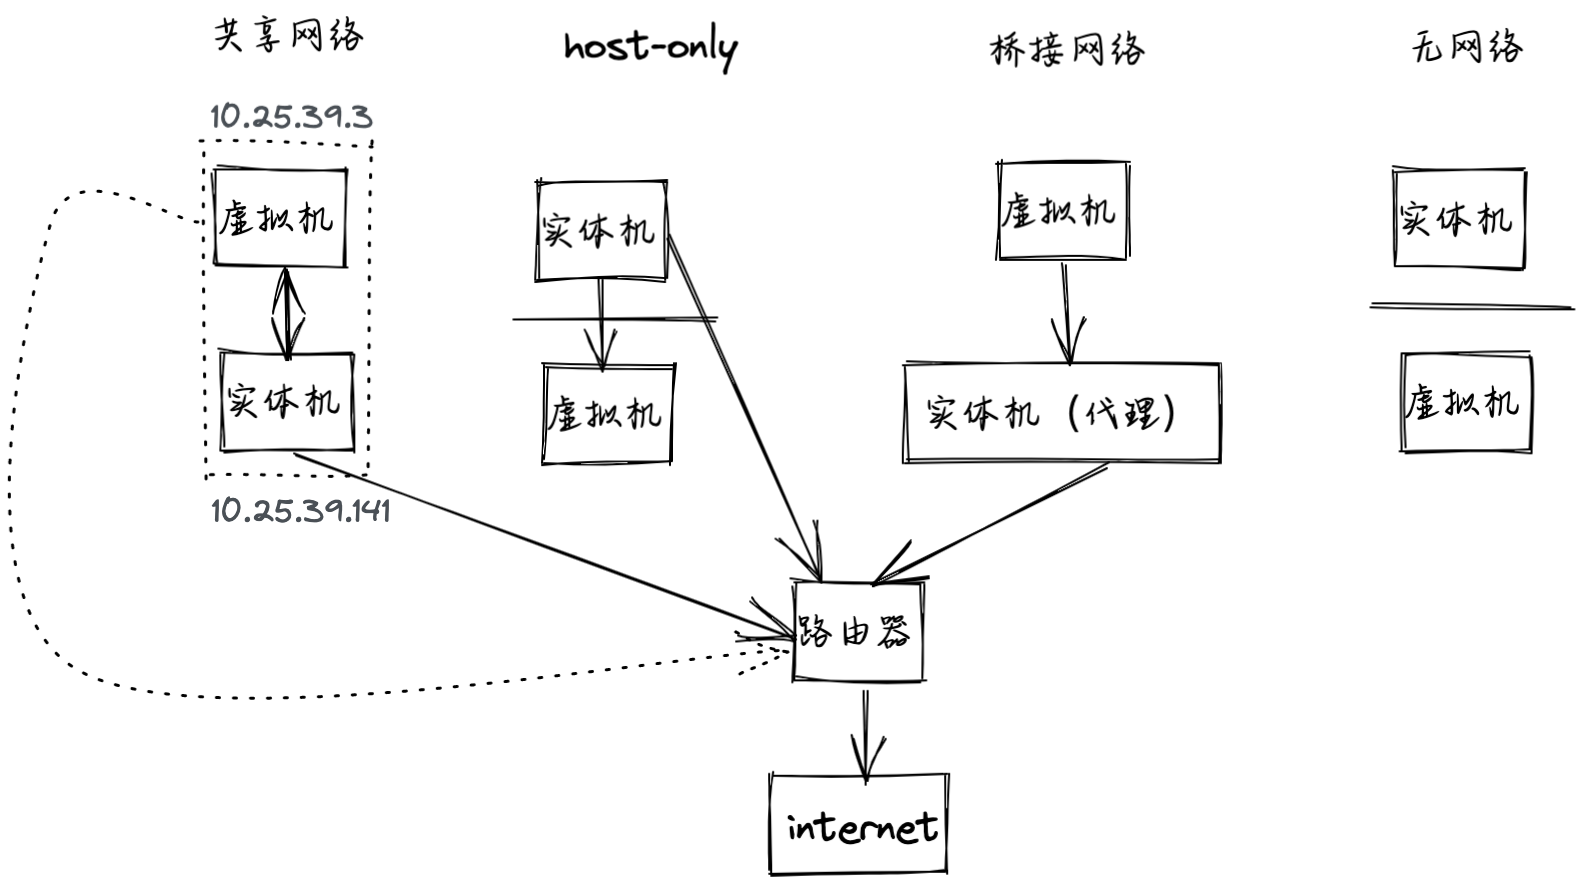 共享网络
host-only
桥接网络
无网络
10.25.39.3
虚拟机
实体机
10.25.39.141
实体机
虚拟机
虚拟机
实体机（代理）
实体机
虚拟机
路由器
internet